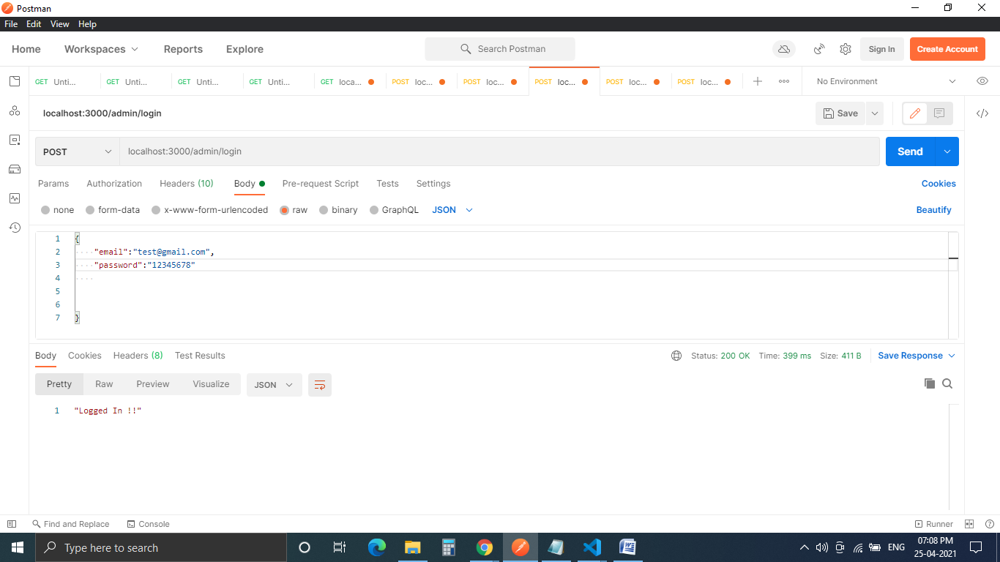 Postman
File Edit View Help
Home Workspaces Reports Explore Search Postman Sign In Create Account
GET Unti... GET Unti... GET Unti... GET Unti... GET loca... POST loc... POST loc... POST loc... POST loc... POST loc... No Environment
localhost:3000/admin/login Save
POST localhost:3000/admin/login Send
Params Authorization Headers (10) Body Pre-request Script Tests Settings Cookies
none form-data x-www-form-urlencoded raw binary GraphQL JSON Beautify
1 {
2 "email":"test@gmail.com",
3 "password":"12345678"
4
5
6
7 }
Body Cookies Headers (8) Test Results Status: 200 OK Time: 399 ms Size: 411 B Save Response
Pretty Raw Preview Visualize JSON
1 "Logged In !!"
Find and Replace Console Runner
Type here to search ENG 07:08 PM
25-04-2021